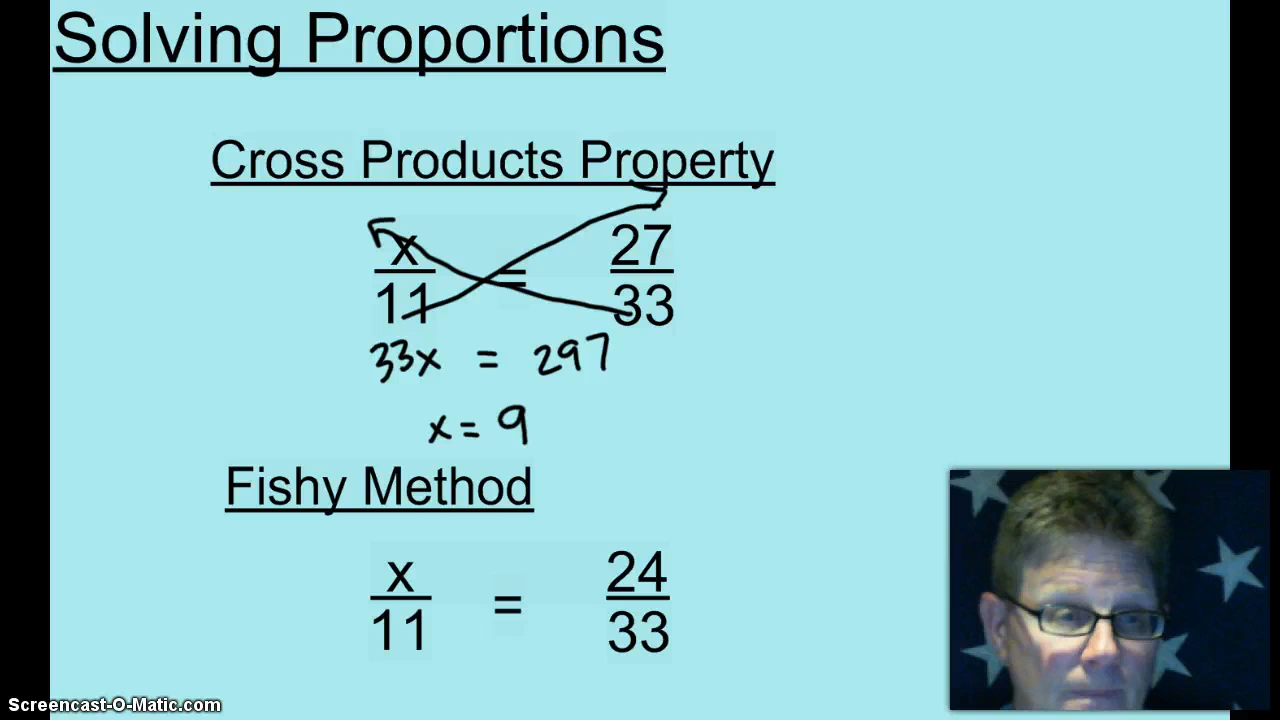 Solving Proportions
Cross Products Property
x/11 = 27/33
33x = 297
x = 9
Fishy Method
x/11 = 24/33
Screencast-O-Matic.com